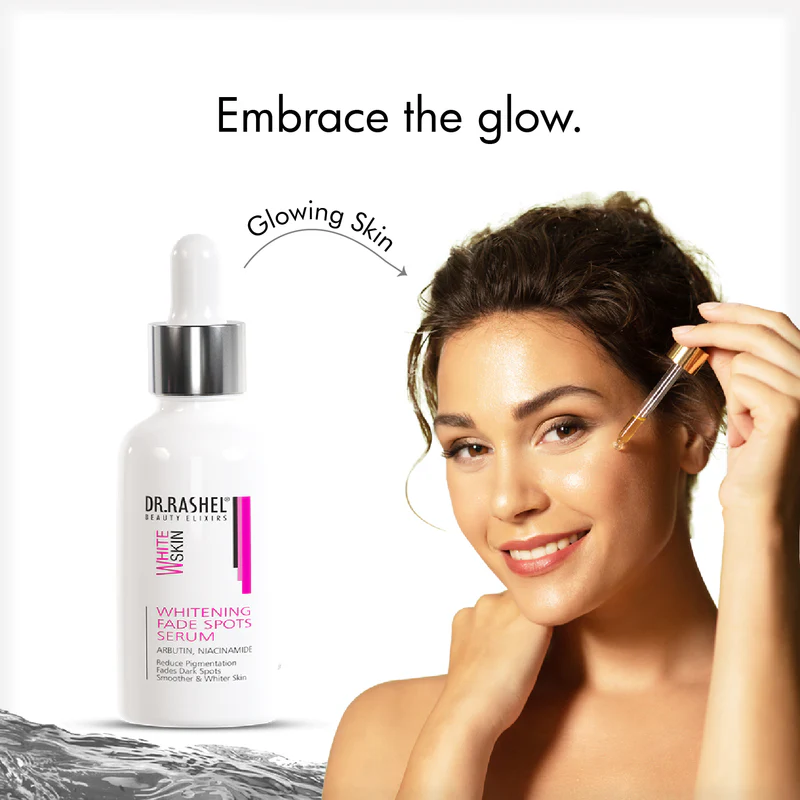 Embrace the glow.
Glowing Skin
DR.RASHEL®
BEAUTY ELIXIRS
WHITE
SKIN
WHITENING
FADE SPOTS
SERUM
ARBUTIN, NIACINAMIDE
Reduce Pigmentation
Fades Dark Spots
Smoother & Whiter Skin